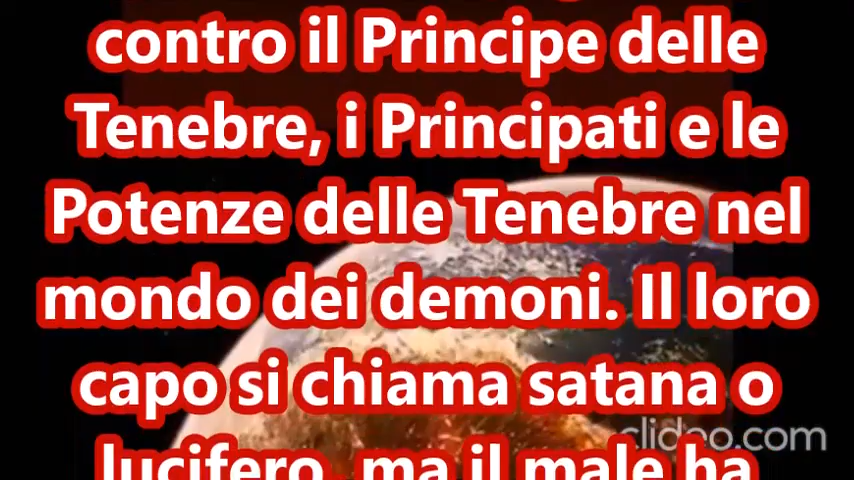 contro il Principe delle
Tenebre, i Principati e le
Potenze delle Tenebre nel
mondo dei demoni. Il loro
capo si chiama satana o
clideo.com
lucifero, ma il male ha